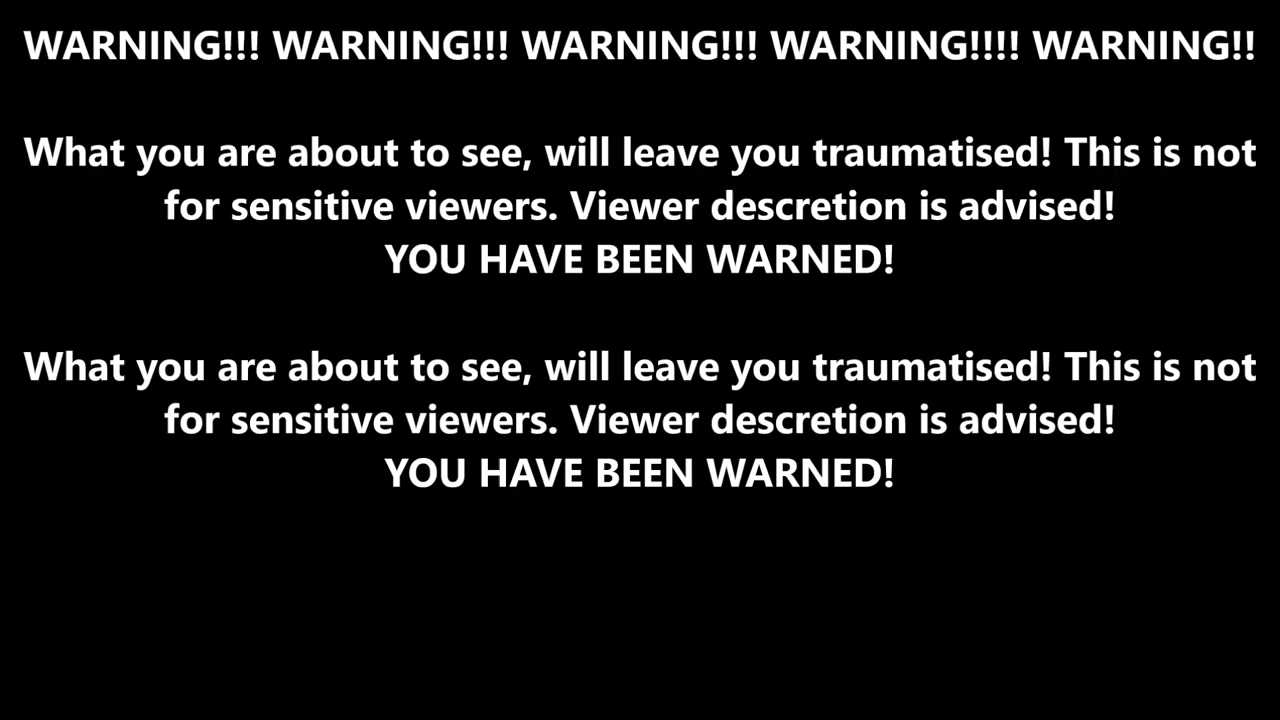 WARNING!!! WARNING!!! WARNING!!! WARNING!!!! WARNING!!
What you are about to see, will leave you traumatised! This is not
for sensitive viewers. Viewer descretion is advised!
YOU HAVE BEEN WARNED!
What you are about to see, will leave you traumatised! This is not
for sensitive viewers. Viewer descretion is advised!
YOU HAVE BEEN WARNED!